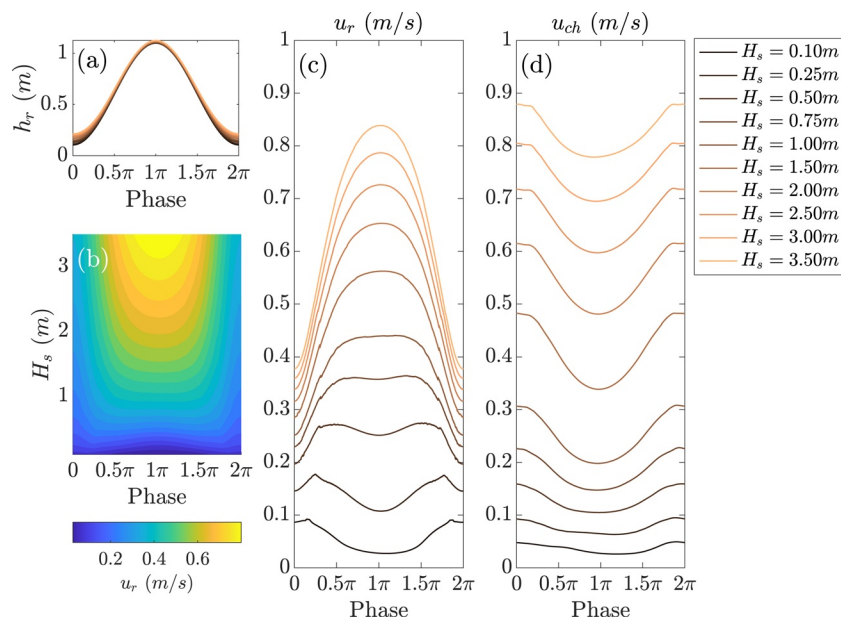 u_r (m/s)
u_ch (m/s)
(a)
1
0.5
0
h_r (m)
0
0.5π
1π
1.5π
2π
Phase
(b)
3
2
1
H_s (m)
0
0.5π
1π
1.5π
2π
Phase
0.2
0.4
0.6
u_r (m/s)
(c)
1
0.9
0.8
0.7
0.6
0.5
0.4
0.3
0.2
0.1
0
0
0.5π
1π
1.5π
2π
Phase
(d)
1
0.9
0.8
0.7
0.6
0.5
0.4
0.3
0.2
0.1
0
0
0.5π
1π
1.5π
2π
Phase
H_s = 0.10m
H_s = 0.25m
H_s = 0.50m
H_s = 0.75m
H_s = 1.00m
H_s = 1.50m
H_s = 2.00m
H_s = 2.50m
H_s = 3.00m
H_s = 3.50m